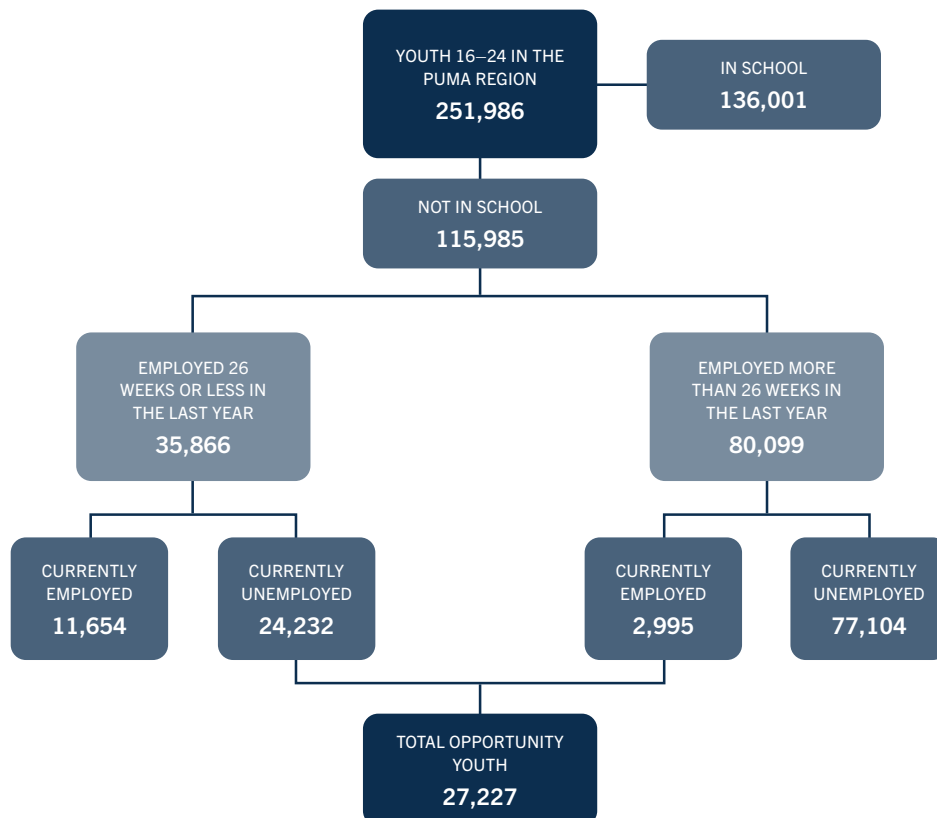 YOUTH 16–24 IN THE
PUMA REGION
251,986
IN SCHOOL
136,001
NOT IN SCHOOL
115,985
EMPLOYED 26
WEEKS OR LESS IN
THE LAST YEAR
35,866
EMPLOYED MORE
THAN 26 WEEKS IN
THE LAST YEAR
80,099
CURRENTLY
EMPLOYED
11,654
CURRENTLY
UNEMPLOYED
24,232
CURRENTLY
EMPLOYED
2,995
CURRENTLY
UNEMPLOYED
77,104
TOTAL OPPORTUNITY
YOUTH
27,227